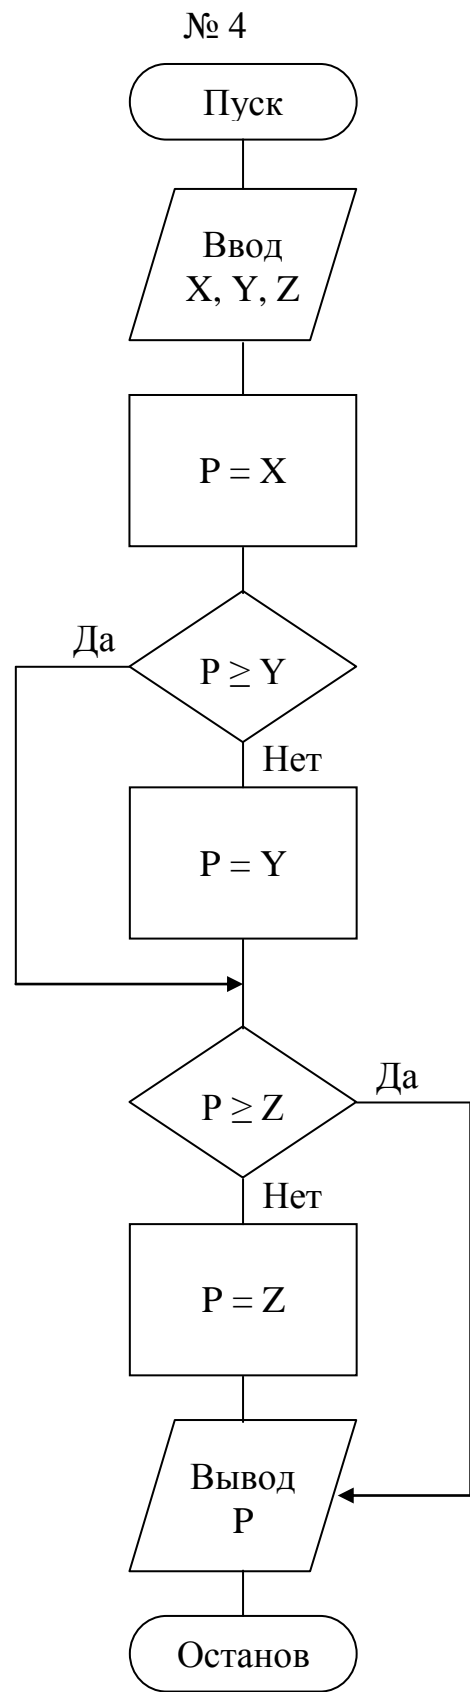 № 4
Пуск
Ввод
X, Y, Z
P = X
Да
P ≥ Y
Нет
P = Y
Да
P ≥ Z
Нет
P = Z
Вывод
P
Останов